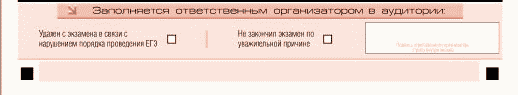 Заполняется ответственным организатором в аудитории:
Удален с экзамена в связи с
нарушением порядка проведения ЕГЭ
Не закончил экзамен по
уважительной причине